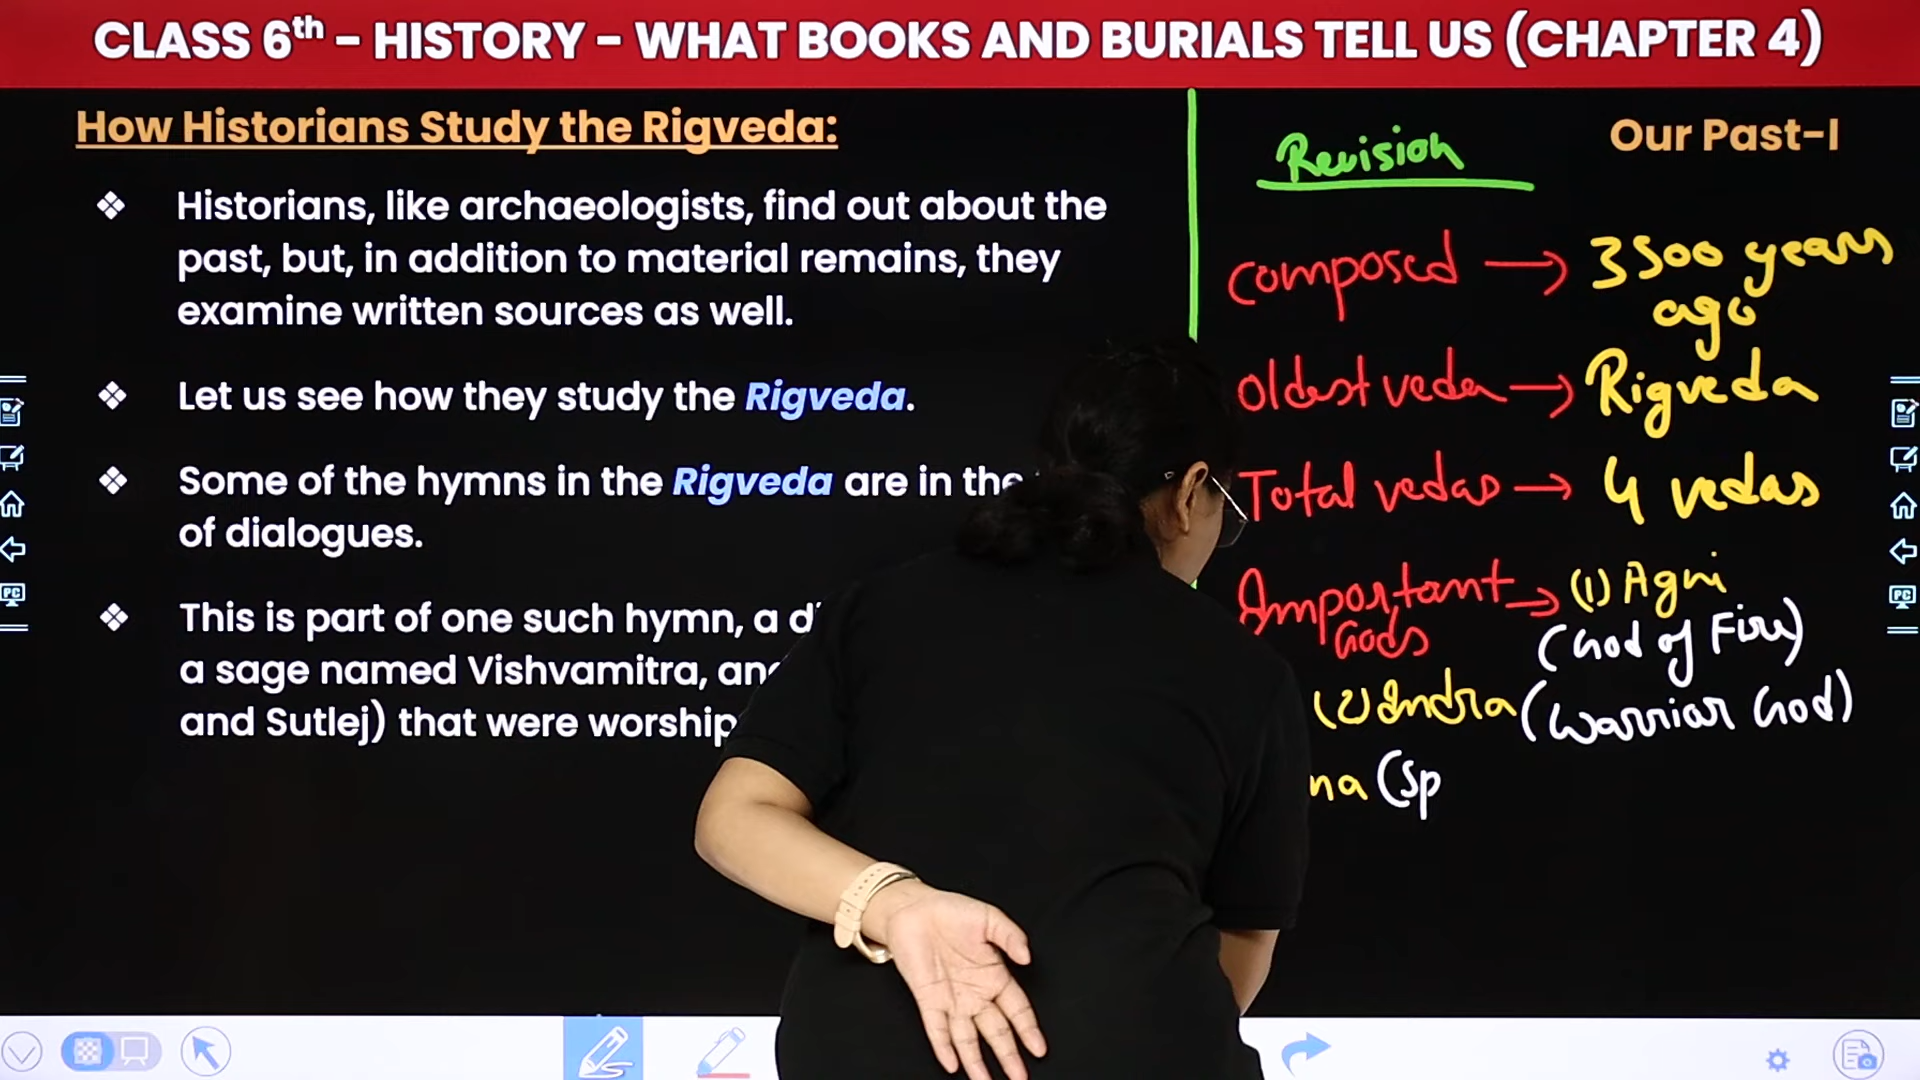 CLASS 6th - HISTORY - WHAT BOOKS AND BURIALS TELL US (CHAPTER 4)
How Historians Study the Rigveda:
❖ Historians, like archaeologists, find out about the
past, but, in addition to material remains, they
examine written sources as well.
❖ Let us see how they study the Rigveda.
❖ Some of the hymns in the Rigveda are in the
of dialogues.
❖ This is part of one such hymn, a
a sage named Vishvamitra,
and Sutlej) that were
Our Past-I
Revision
composed → 3500 years
ago
Oldest veda → Rigveda
Total vedas → 4 vedas
Important → (1) Agni
Gods (God of Fire)
(2) Indra (Warrior God)
na (Sp
PC
PC